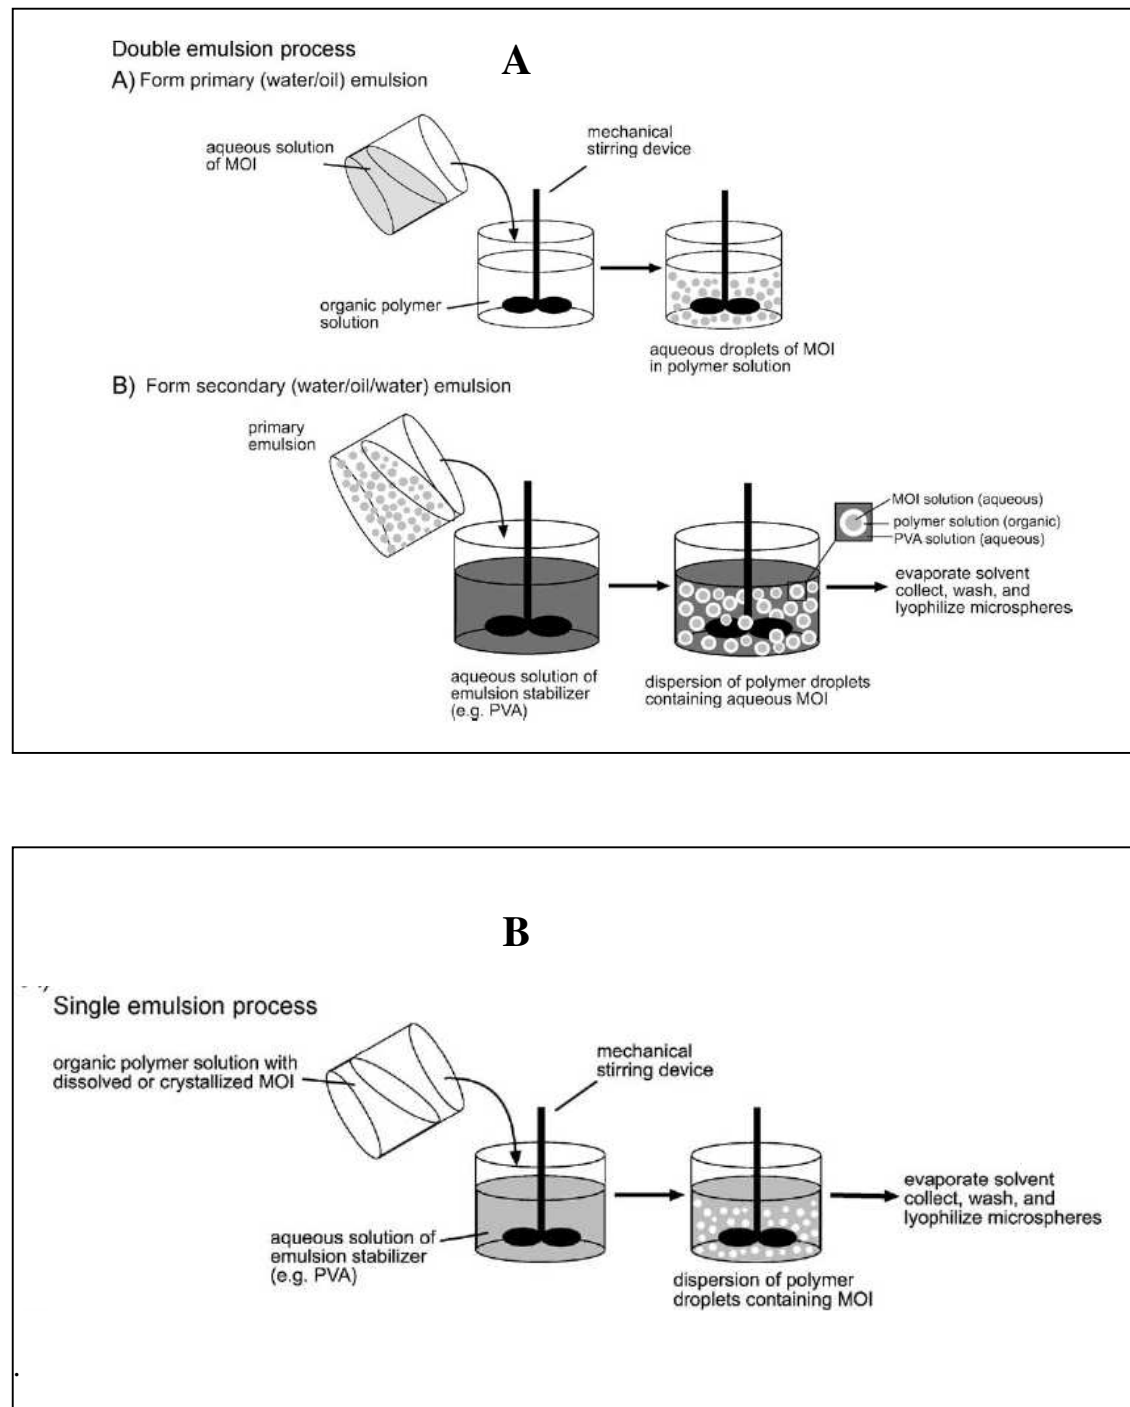 Double emulsion process
A
A) Form primary (water/oil) emulsion
aqueous solution
of MOI
mechanical
stirring device
organic polymer
solution
aqueous droplets of MOI
in polymer solution
B) Form secondary (water/oil/water) emulsion
primary
emulsion
MOI solution (aqueous)
polymer solution (organic)
PVA solution (aqueous)
evaporate solvent
collect, wash, and
lyophilize microspheres
aqueous solution of
emulsion stabilizer
(e.g. PVA)
dispersion of polymer droplets
containing aqueous MOI
B
Single emulsion process
organic polymer solution with
dissolved or crystallized MOI
mechanical
stirring device
evaporate solvent
collect, wash, and
lyophilize microspheres
aqueous solution of
emulsion stabilizer
(e.g. PVA)
dispersion of polymer
droplets containing MOI
.